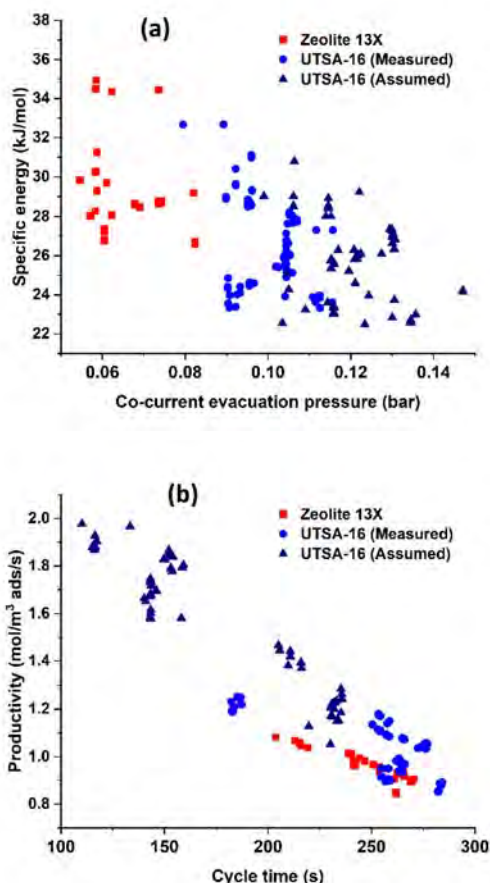 (a)
Zeolite 13X
UTSA-16 (Measured)
UTSA-16 (Assumed)
Specific energy (kJ/mol)
36
34
32
30
28
26
24
22
0.06 0.08 0.10 0.12 0.14
Co-current evacuation pressure (bar)
(b)
Zeolite 13X
UTSA-16 (Measured)
UTSA-16 (Assumed)
Productivity (mol/m³ ads/s)
2.0
1.8
1.6
1.4
1.2
1.0
0.8
100 150 200 250 300
Cycle time (s)